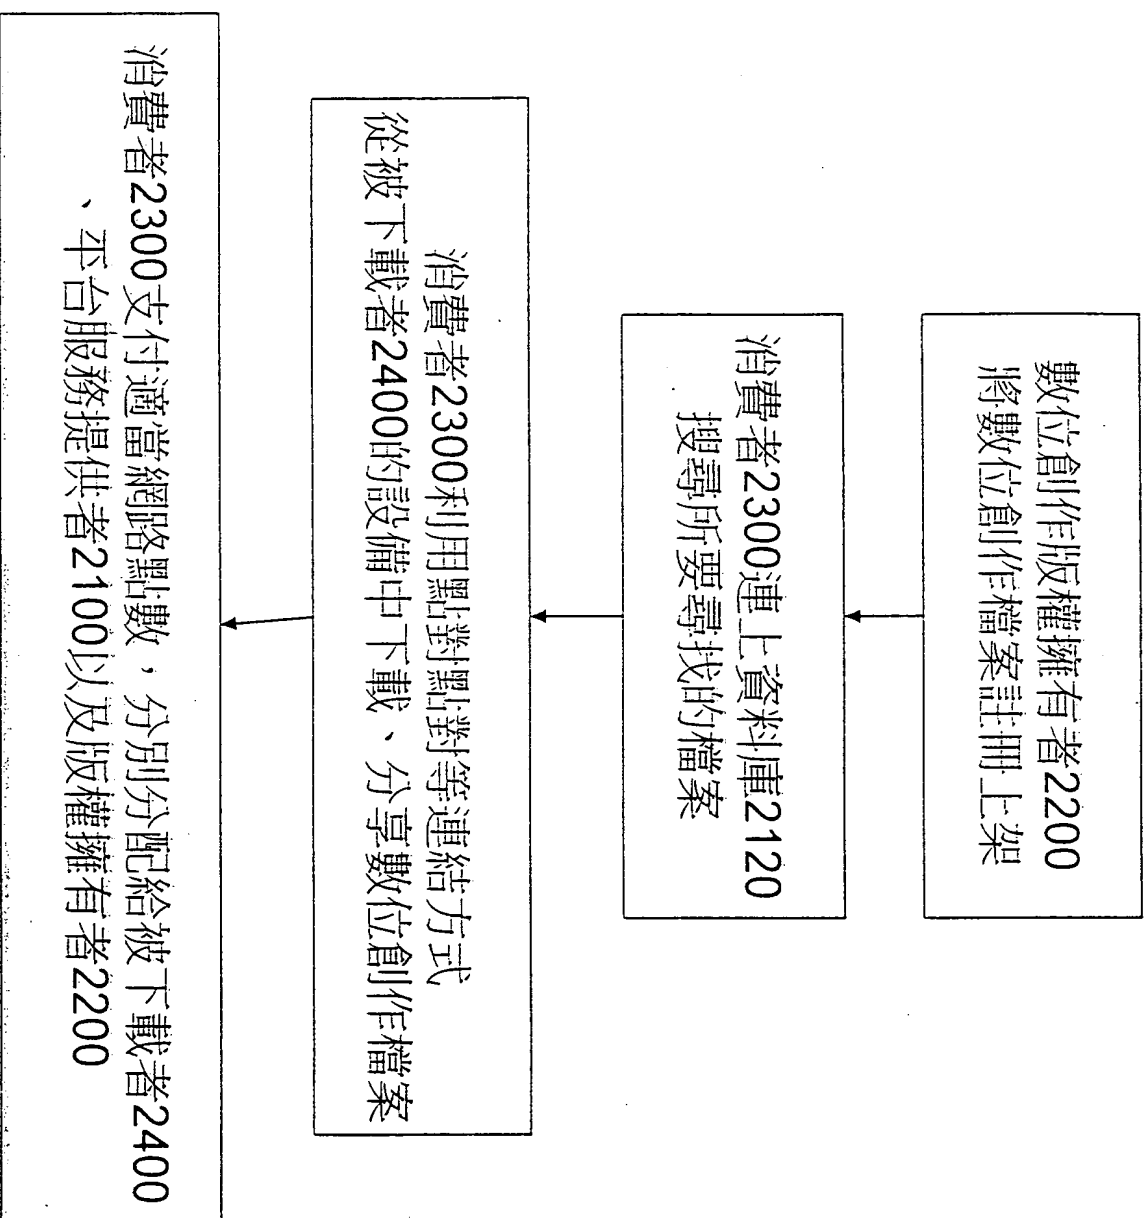 數位創作版權擁有者2200
將數位創作檔案註冊上架
消費者2300連上資料庫2120
搜尋所要尋找的檔案
消費者2300利用點對點對等連結方式
從被下載者2400的設備中下載、分享數位創作檔案
消費者2300支付適當網路點數，分別分配給被下載者2400
、平台服務提供者2100以及版權擁有者2200